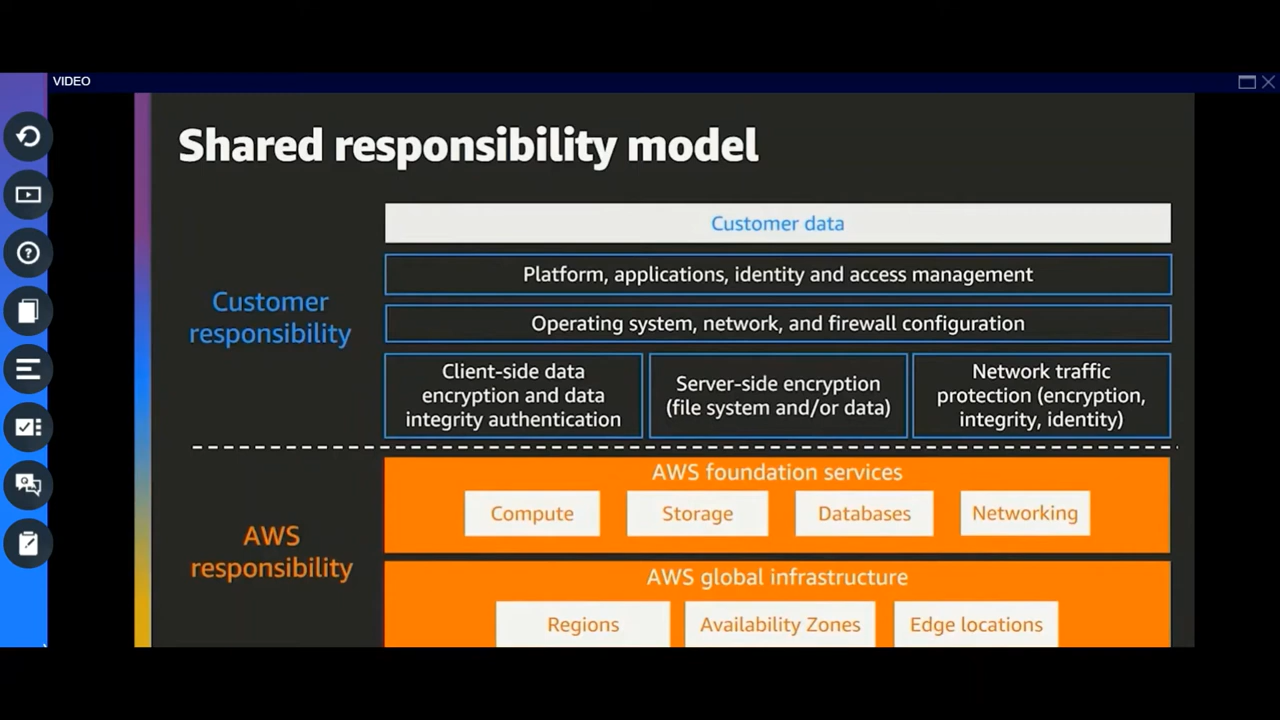 VIDEO
Shared responsibility model
Customer
responsibility
Customer data
Platform, applications, identity and access management
Operating system, network, and firewall configuration
Client-side data
encryption and data
integrity authentication
Server-side encryption
(file system and/or data)
Network traffic
protection (encryption,
integrity, identity)
AWS
responsibility
AWS foundation services
Compute
Storage
Databases
Networking
AWS global infrastructure
Regions
Availability Zones
Edge locations